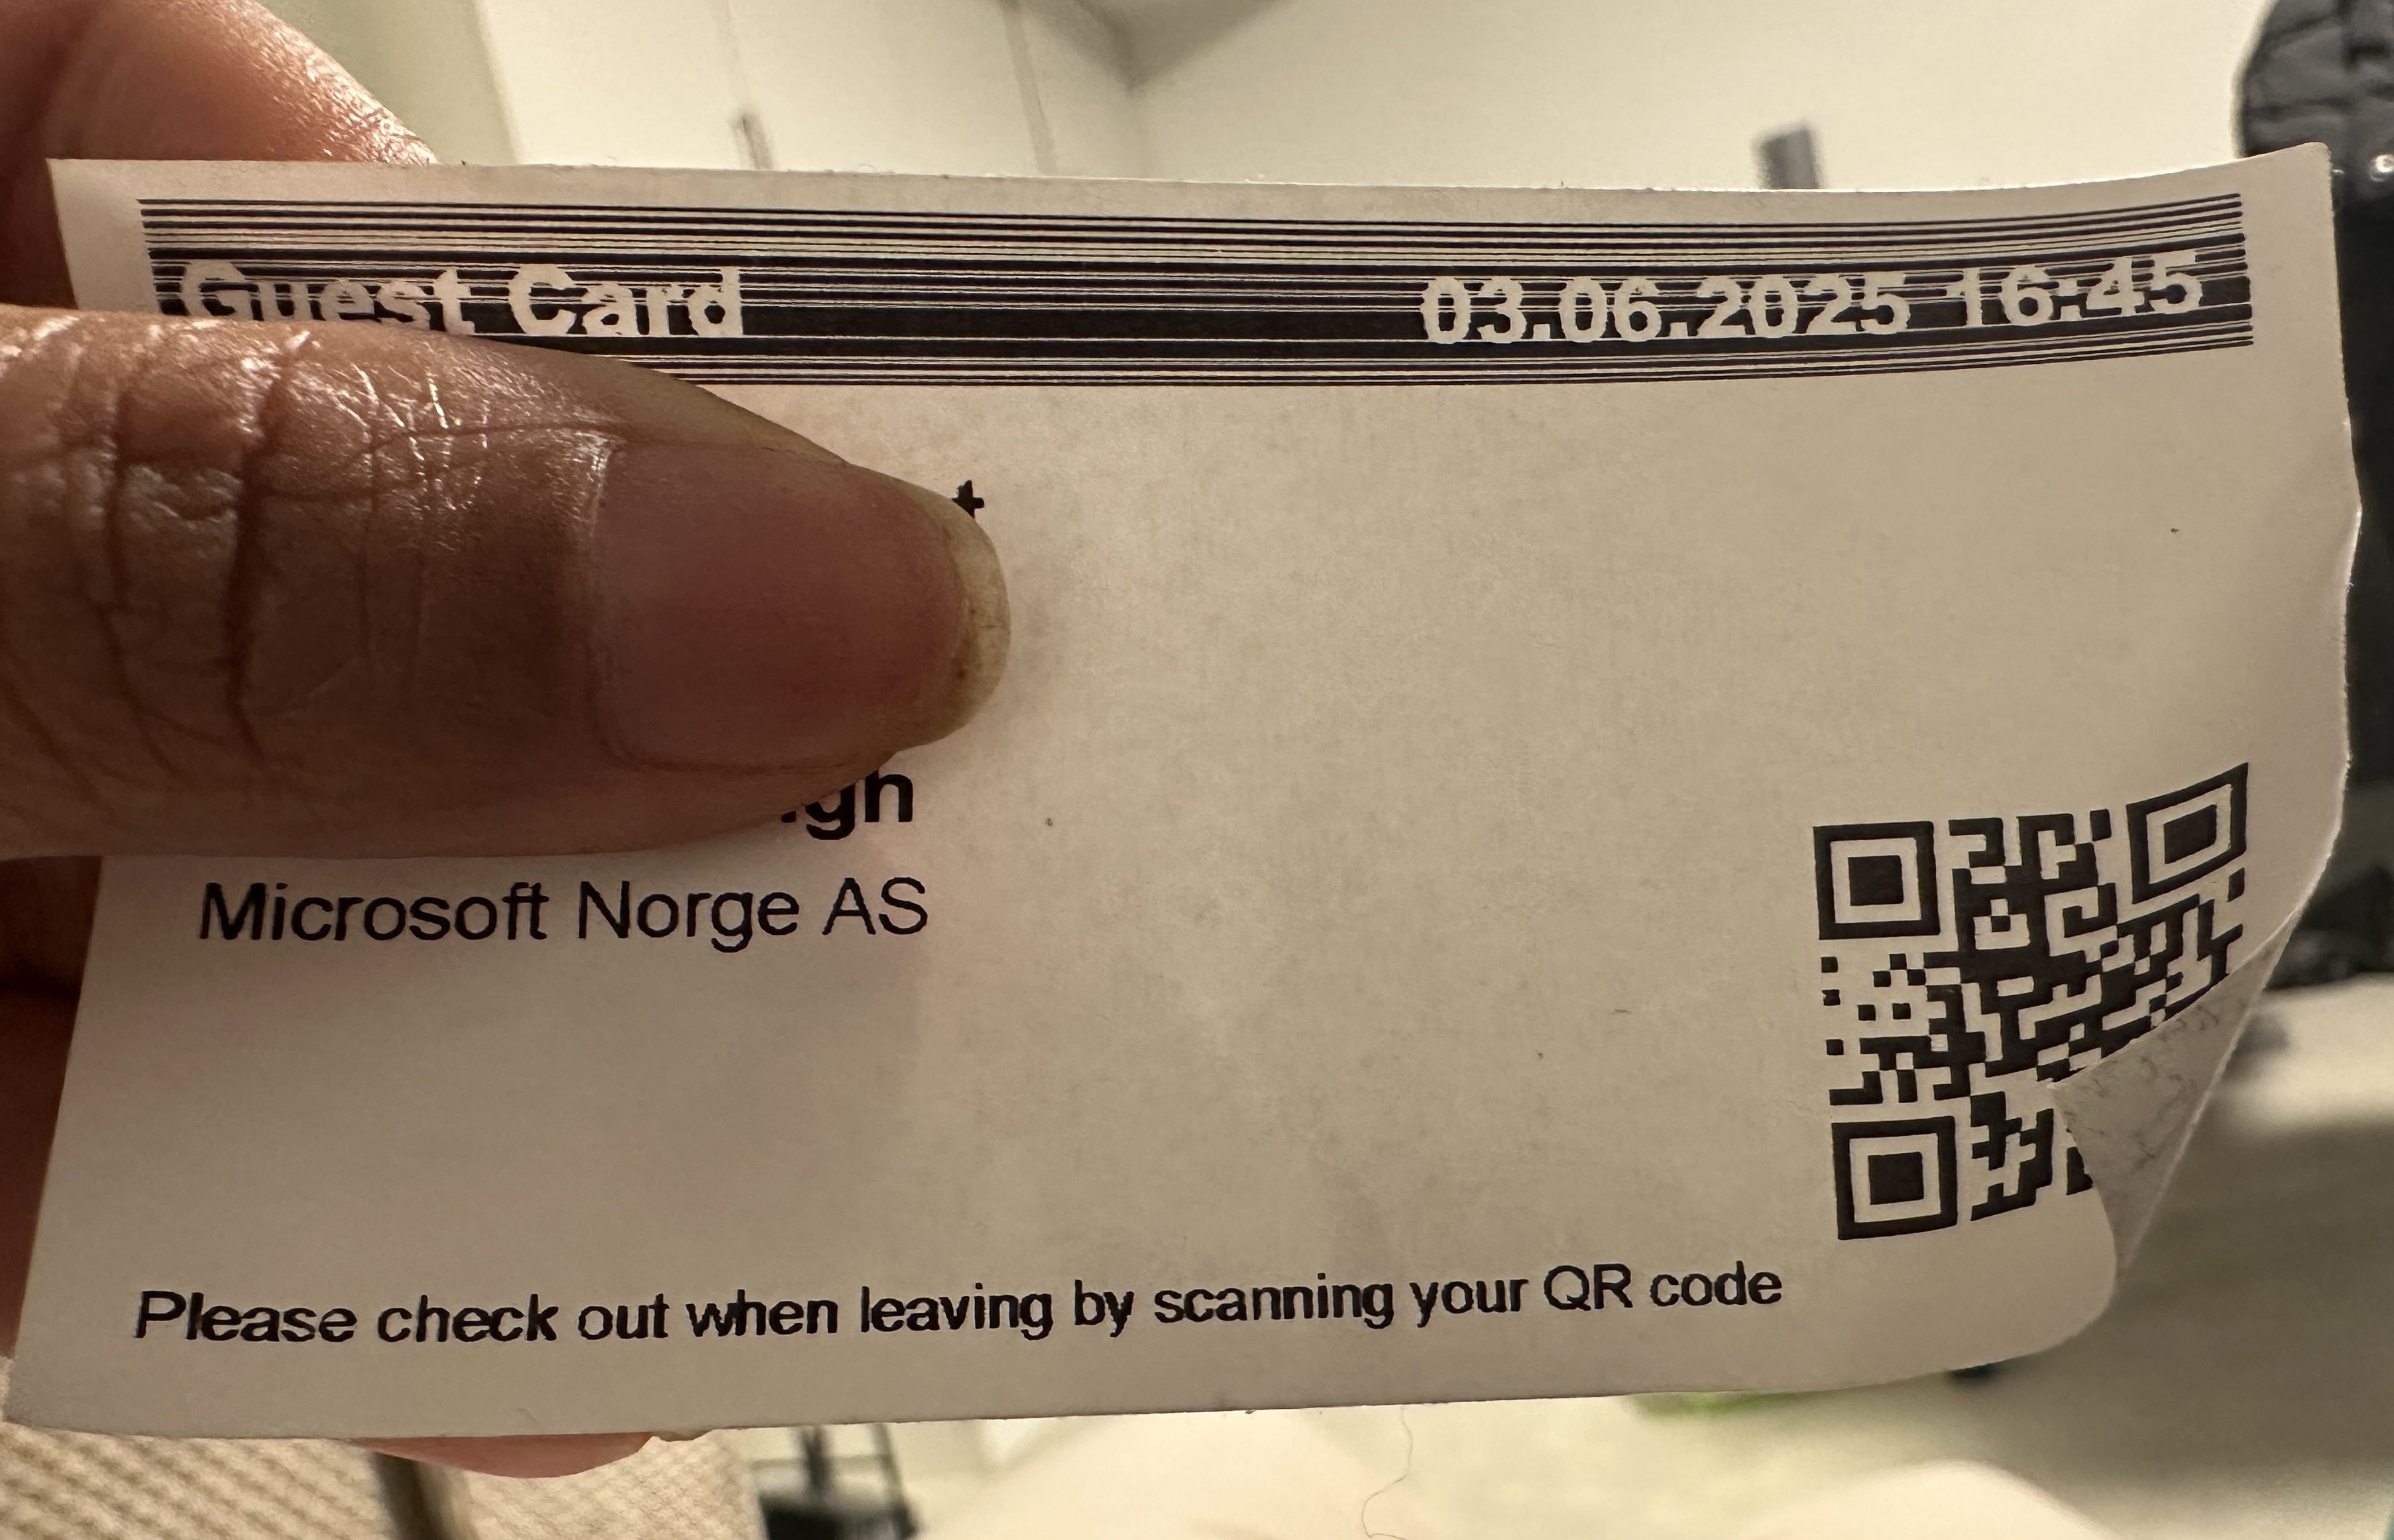 Guest Card 03.06.2025 16:45
Microsoft Norge AS
Please check out when leaving by scanning your QR code